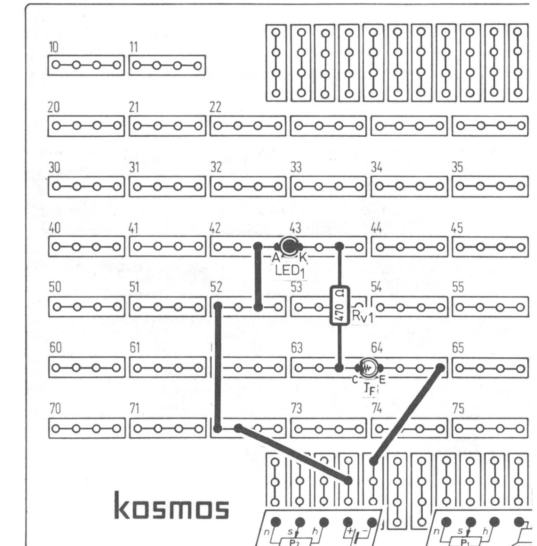 10 11
20 21 22
30 31 32 33 34 35
40 41 42 43 44 45
A K
LED1
50 51 52 53 54 55
470 Ω
Rv1
60 61 63 64 65
C E
TF
70 71 73 74 75
kosmos
n s h + − n s h
P2 P1